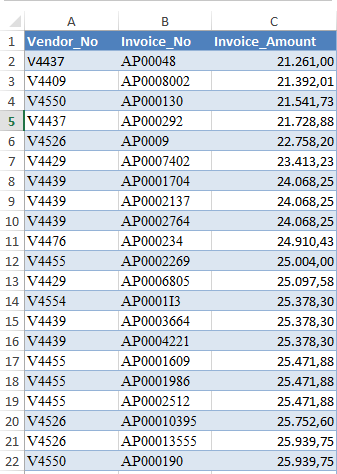 A B C
1 Vendor_No Invoice_No Invoice_Amount
2 V4437 AP00048 21.261,00
3 V4409 AP0008002 21.392,01
4 V4550 AP000130 21.541,73
5 V4437 AP000292 21.728,88
6 V4526 AP0009 22.758,20
7 V4429 AP0007402 23.413,23
8 V4439 AP0001704 24.068,25
9 V4439 AP0002137 24.068,25
10 V4439 AP0002764 24.068,25
11 V4476 AP000234 24.910,43
12 V4455 AP0002269 25.004,00
13 V4429 AP0006805 25.097,58
14 V4554 AP0001I3 25.378,30
15 V4439 AP0003664 25.378,30
16 V4439 AP0004221 25.378,30
17 V4455 AP0001609 25.471,88
18 V4455 AP0001986 25.471,88
19 V4455 AP0002512 25.471,88
20 V4526 AP00010395 25.752,60
21 V4526 AP00013555 25.939,75
22 V4550 AP000190 25.939,75